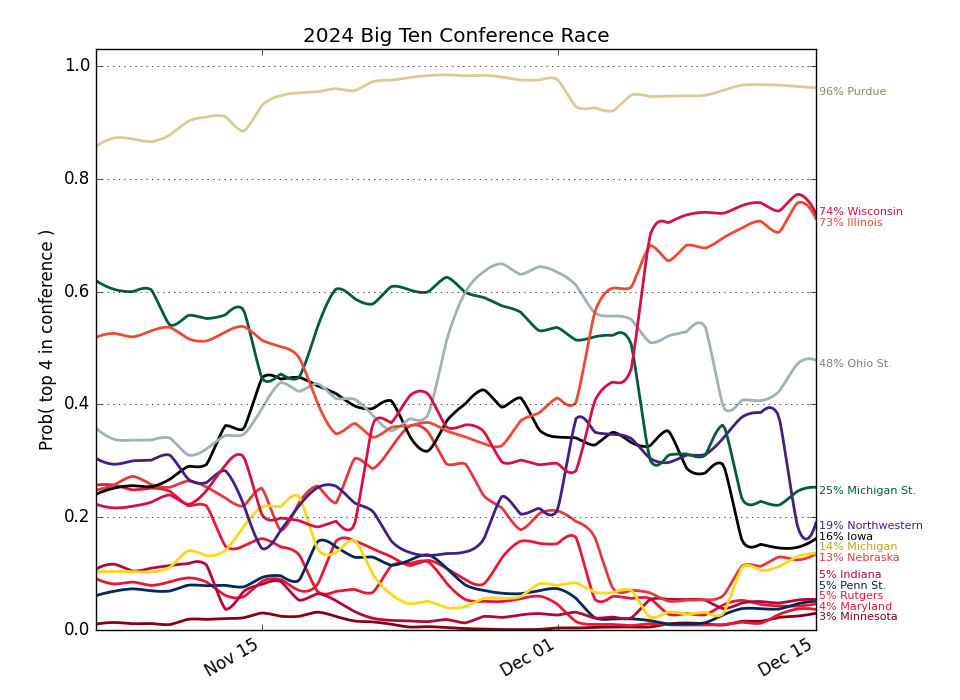 2024 Big Ten Conference Race
Prob( top 4 in conference )
1.0
0.8
0.6
0.4
0.2
0.0
Nov 15
Dec 01
Dec 15
96% Purdue
74% Wisconsin
73% Illinois
48% Ohio St.
25% Michigan St.
19% Northwestern
16% Iowa
14% Michigan
13% Nebraska
5% Indiana
5% Penn St.
5% Rutgers
4% Maryland
3% Minnesota